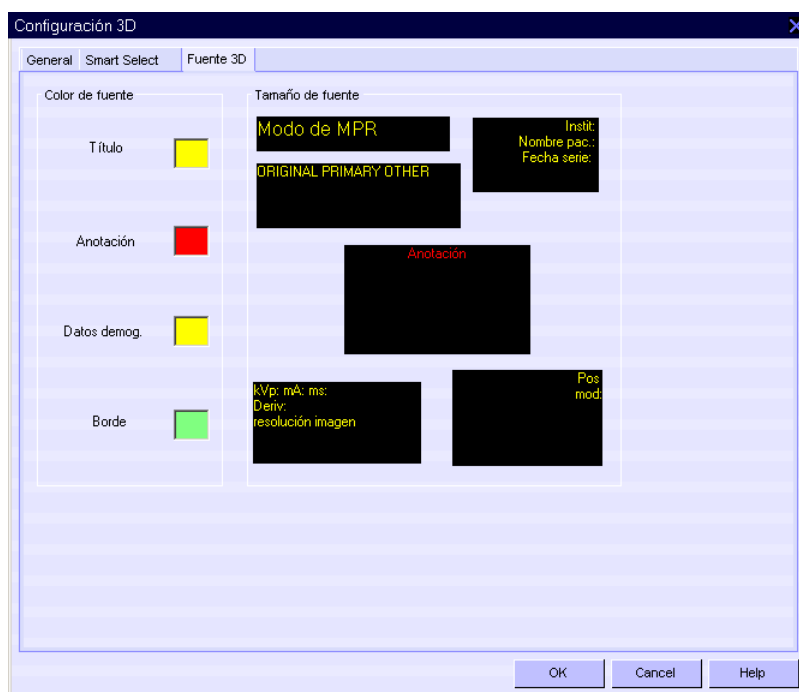 Configuración 3D
General Smart Select Fuente 3D
Color de fuente
Título
Anotación
Datos demog.
Borde
Tamaño de fuente
Modo de MPR
Instit:
Nombre pac.:
Fecha serie:
ORIGINAL PRIMARY OTHER
Anotación
kVp: mA: ms:
Deriv:
resolución imagen
Pos
mod:
OK Cancel Help